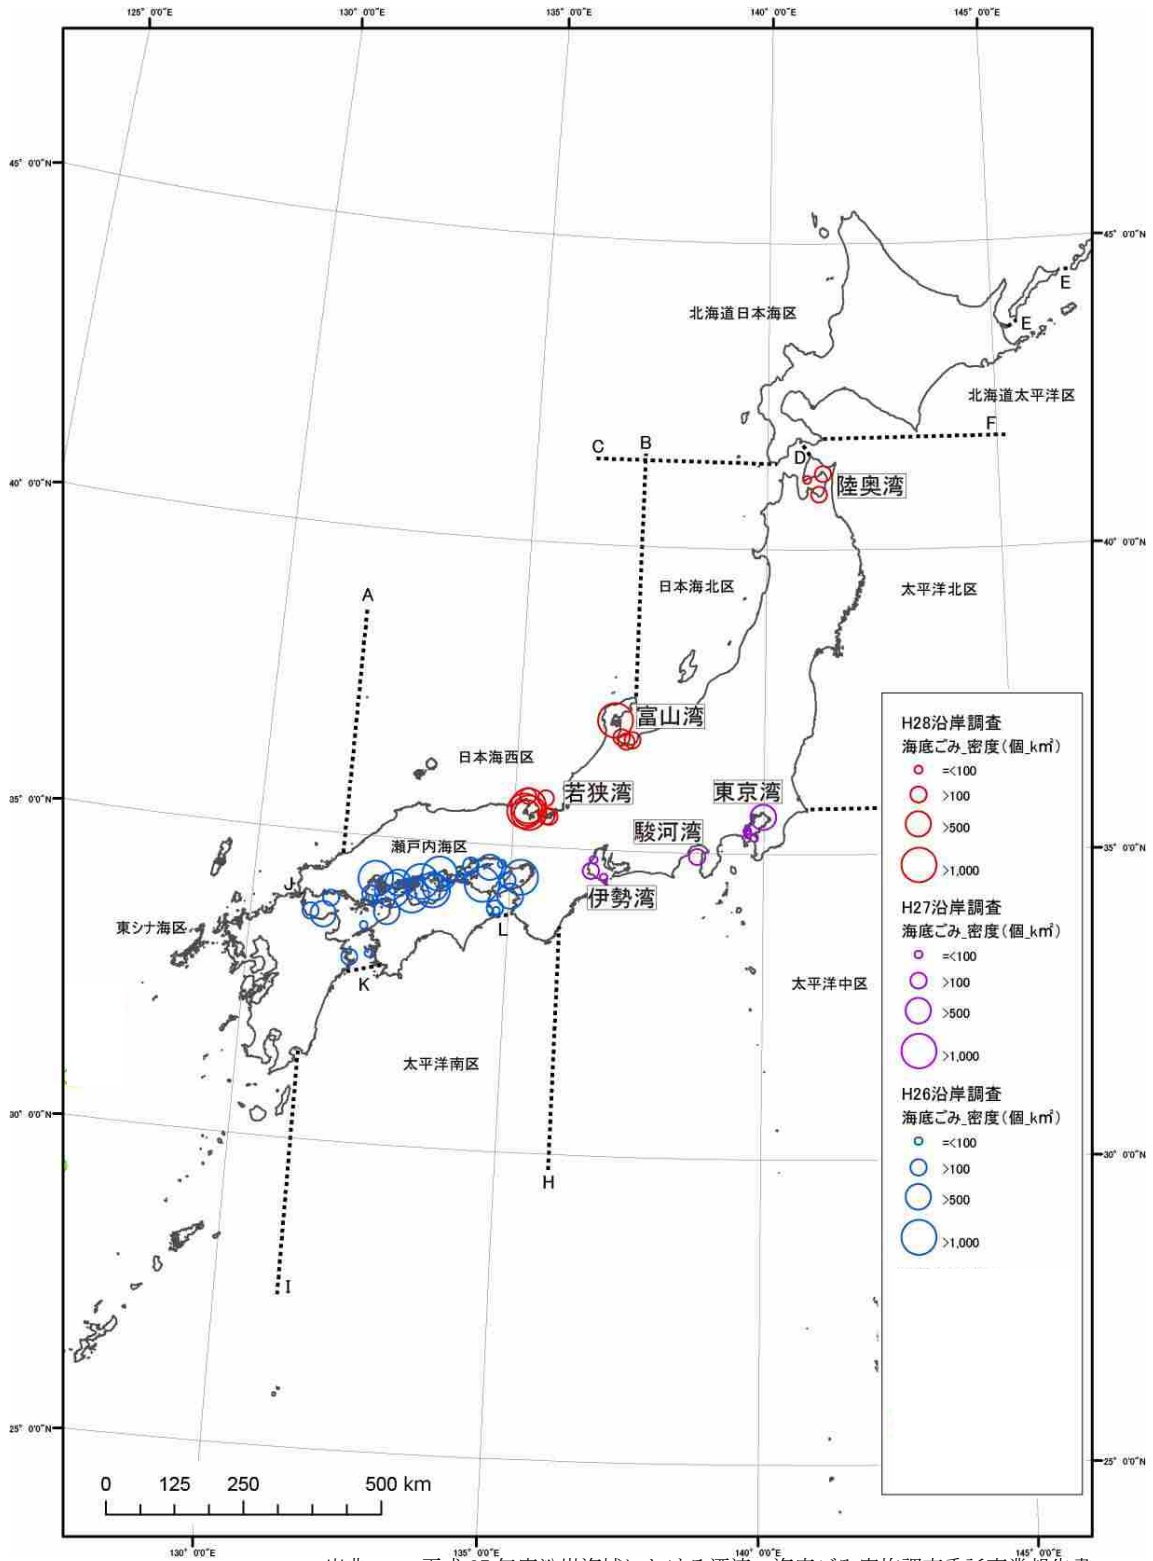 125° 0'0"E
130° 0'0"E
135° 0'0"E
140° 0'0"E
145° 0'0"E
45° 0'0"N
45° 0'0"N
E
北海道日本海区
E
北海道太平洋区
F
B
C
D
40° 0'0"N
陸奥湾
40° 0'0"N
日本海北区
太平洋北区
A
富山湾
日本海西区
35° 0'0"N
若狭湾
東京湾
駿河湾
35° 0'0"N
瀬戸内海区
J
伊勢湾
東シナ海区
L
K
太平洋中区
太平洋南区
30° 0'0"N
30° 0'0"N
H
I
25° 0'0"N
25° 0'0"N
H28沿岸調査
海底ごみ_密度(個_k㎡)
=<100
>100
>500
>1,000
H27沿岸調査
海底ごみ_密度(個_k㎡)
=<100
>100
>500
>1,000
H26沿岸調査
海底ごみ_密度(個_k㎡)
=<100
>100
>500
>1,000
0 125 250 500 km
130° 0'0"E
135° 0'0"E
140° 0'0"E
145° 0'0"E